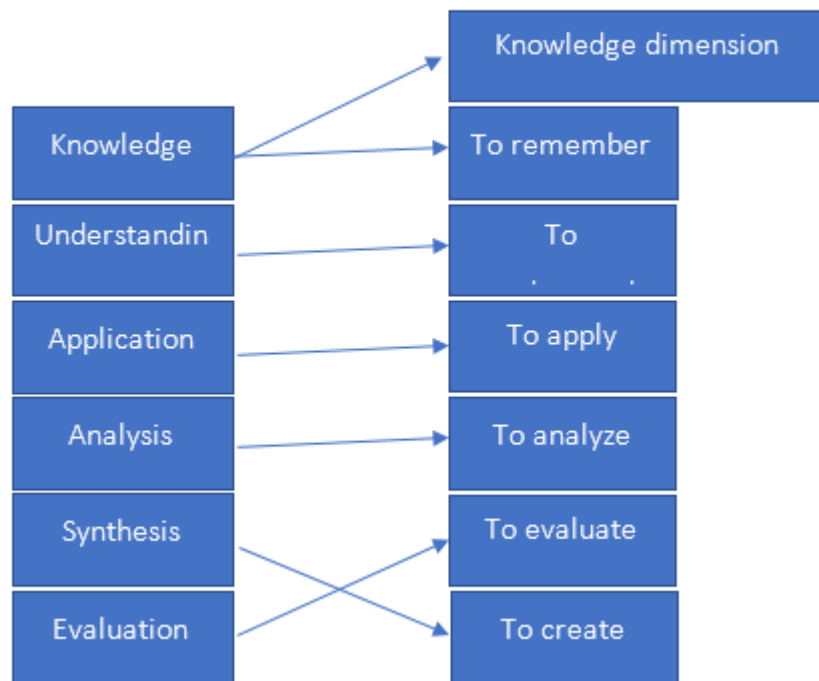 Knowledge dimension
Knowledge
To remember
Understandin
To
Application
To apply
Analysis
To analyze
Synthesis
To evaluate
Evaluation
To create